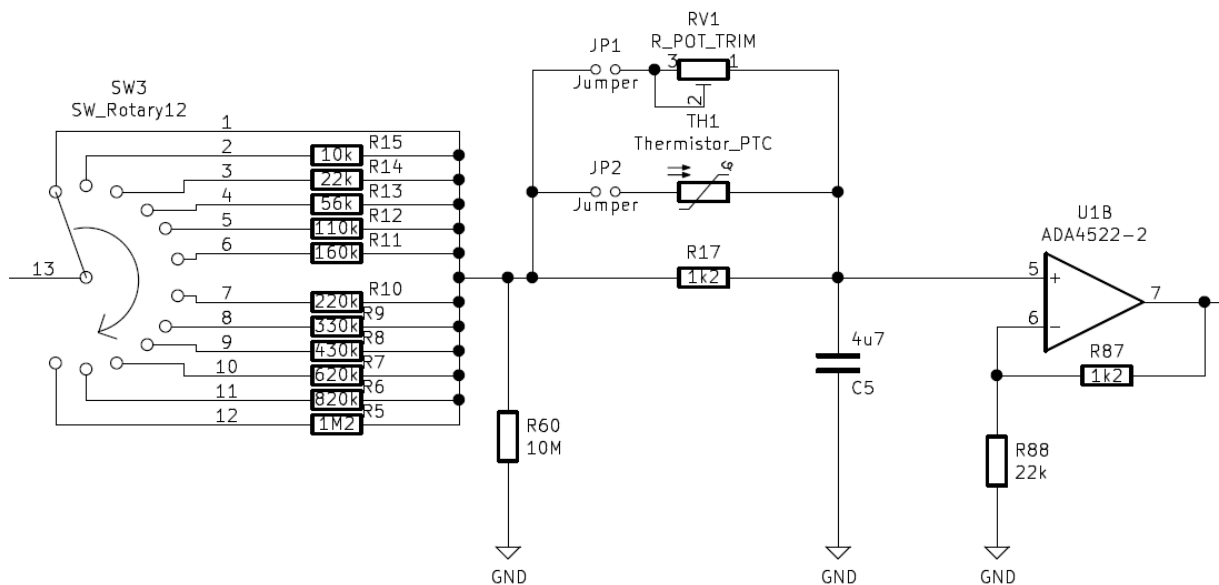 RV1
R_POT_TRIM
JP1
3
1
Jumper
2
SW3
SW_Rotary12
TH1
Thermistor_PTC
θ
JP2
Jumper
1
2
R15
10k
3
R14
22k
4
R13
56k
5
R12
110k
6
R11
160k
13
7
R10
220k
8
R9
330k
9
R8
430k
10
R7
620k
11
R6
820k
12
R5
1M2
R17
1k2
U1B
ADA4522-2
5
+
7
6
−
4u7
C5
R87
1k2
R60
10M
R88
22k
GND
GND
GND